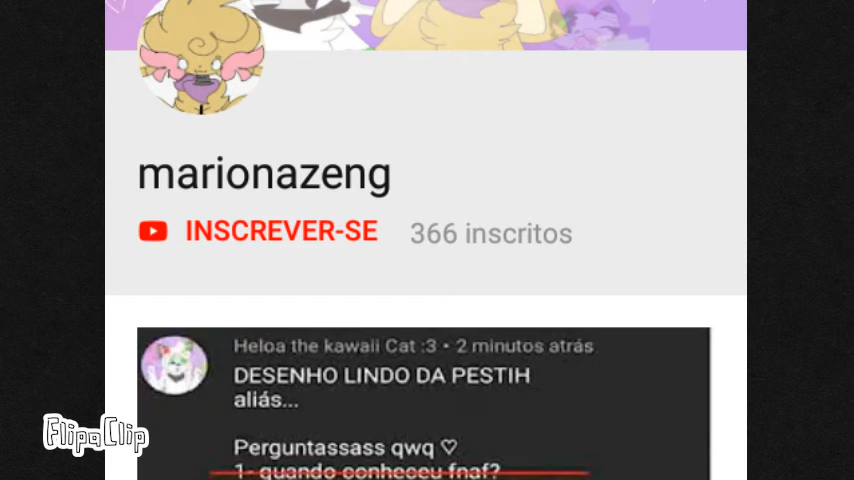 marionazeng
INSCREVER-SE 366 inscritos
Heloa the kawaii Cat :3 • 2 minutos atrás
DESENHO LINDO DA PESTIH
aliás...
Perguntassass qwq ♡
1- quando conheceu fnaf?
FlipaClip